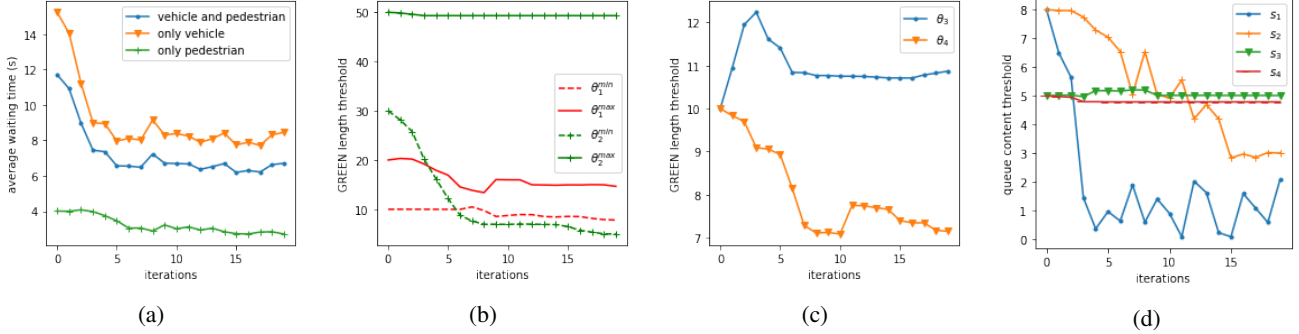 vehicle and pedestrian
only vehicle
only pedestrian
average waiting time (s)
14
12
10
8
6
4
0 5 10 15
iterations
(a)
GREEN length threshold
50
40
30
20
10
θ₁ᵐⁱⁿ
θ₁ᵐᵃˣ
θ₂ᵐⁱⁿ
θ₂ᵐᵃˣ
0 5 10 15
iterations
(b)
GREEN length threshold
12
11
10
9
8
7
θ₃
θ₄
0 5 10 15
iterations
(c)
queue content threshold
8
7
6
5
4
3
2
1
0
s₁
s₂
s₃
s₄
0 5 10 15
iterations
(d)